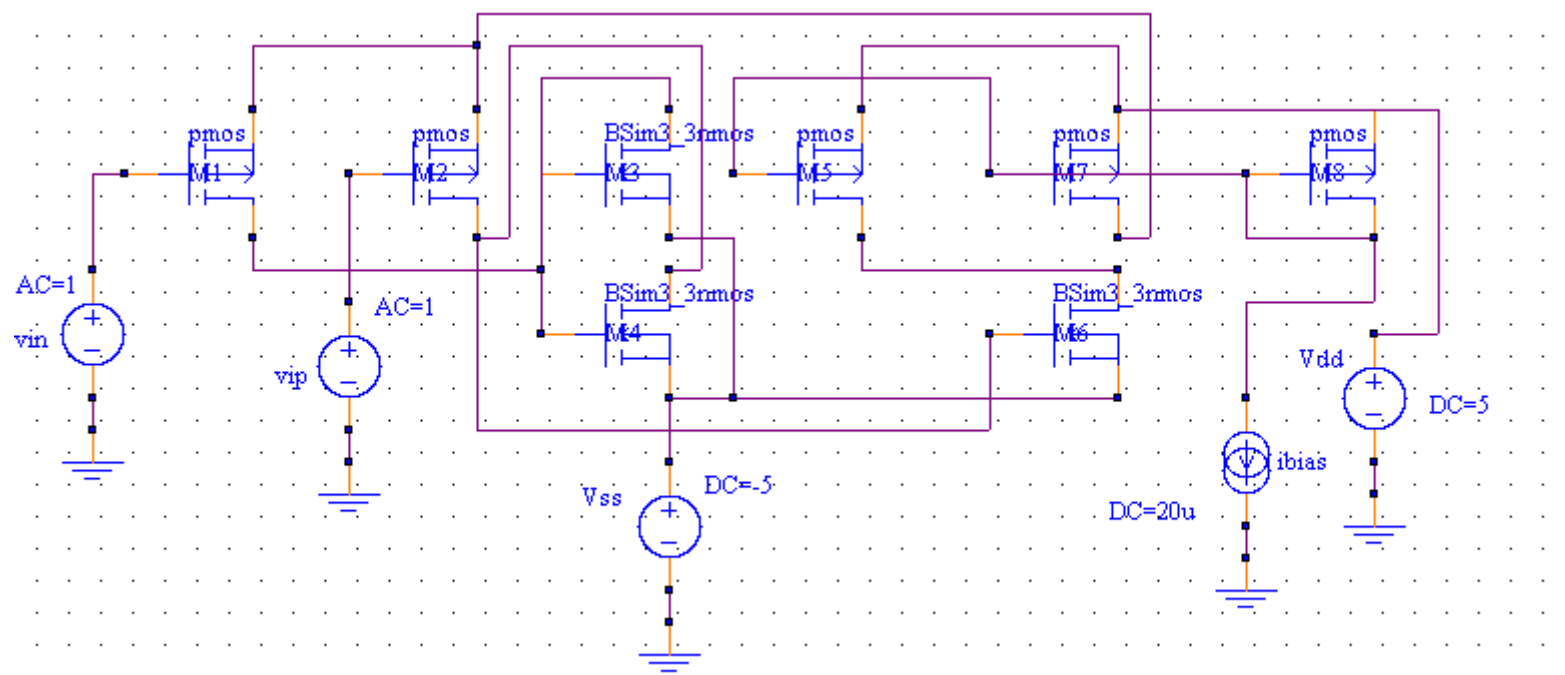 pmos
pmos
BSim3_3nmos
pmos
pmos
pmos
M1
M2
M3
M5
M7
M8
AC=1
vin
AC=1
vip
BSim3_3nmos
M4
BSim3_3nmos
M6
Vdd
DC=5
ibias
DC=20u
Vss
DC=-5